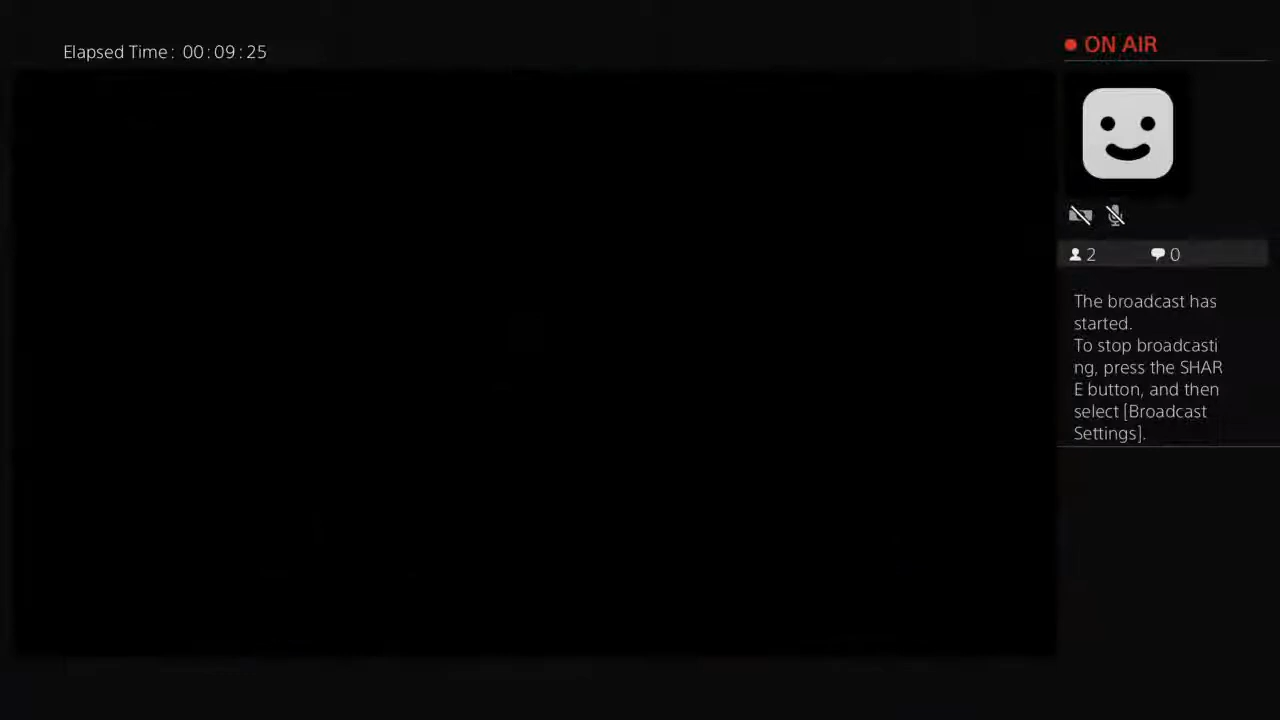 Elapsed Time: 00:09:25
ON AIR
2 0
The broadcast has
started.
To stop broadcasti
ng, press the SHAR
E button, and then
select [Broadcast
Settings].